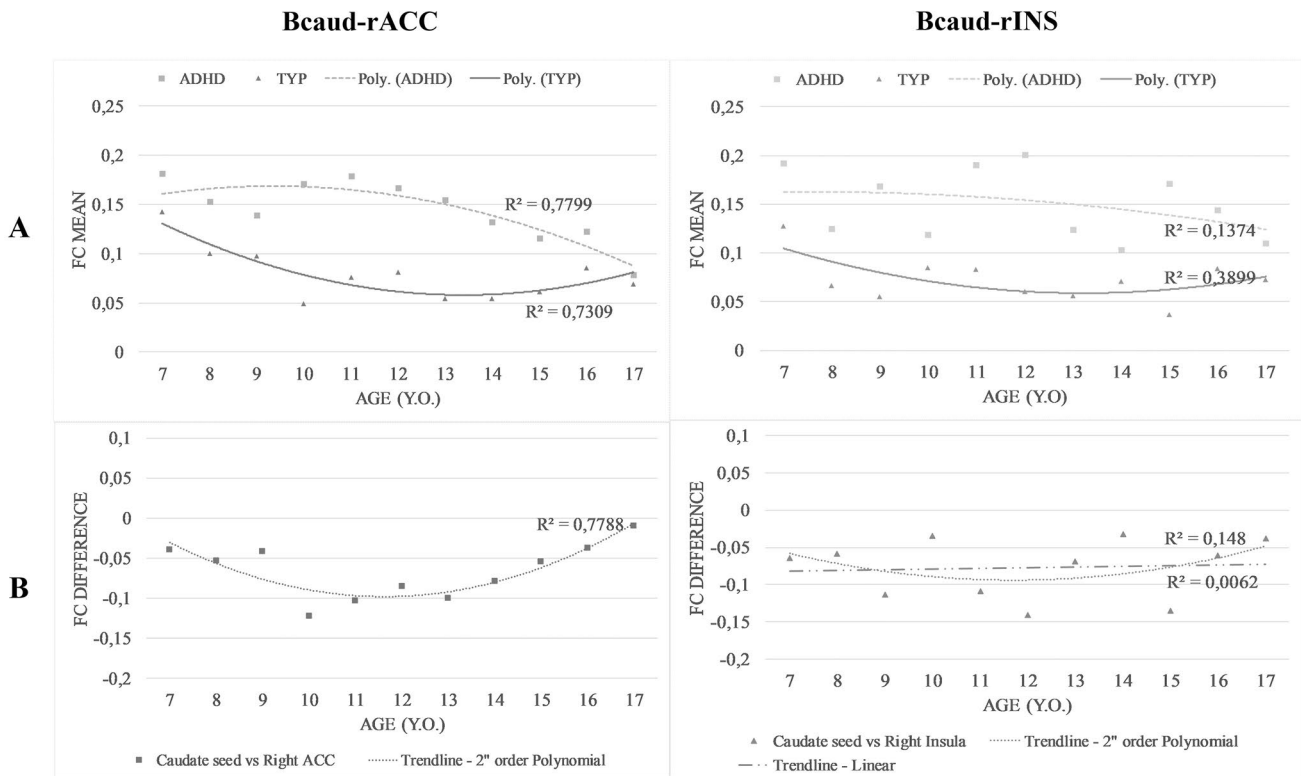 Bcaud-rACC
Bcaud-rINS
A
ADHD TYP Poly. (ADHD) Poly. (TYP)
0,25
0,2
0,15
0,1
0,05
0
FC MEAN
R² = 0,7799
R² = 0,7309
7 8 9 10 11 12 13 14 15 16 17
AGE (Y.O.)
ADHD TYP Poly. (ADHD) Poly. (TYP)
0,25
0,2
0,15
0,1
0,05
0
FC MEAN
R² = 0,1374
R² = 0,3899
7 8 9 10 11 12 13 14 15 16 17
AGE (Y.O)
B
0,1
0,05
0
-0,05
-0,1
-0,15
-0,2
FC DIFFERENCE
R² = 0,7788
7 8 9 10 11 12 13 14 15 16 17
AGE (Y.O.)
Caudate seed vs Right ACC Trendline - 2" order Polynomial
0,1
0,05
0
-0,05
-0,1
-0,15
-0,2
FC DIFFERENCE
R² = 0,148
R² = 0,0062
7 8 9 10 11 12 13 14 15 16 17
AGE (Y.O.)
Caudate seed vs Right Insula Trendline - 2" order Polynomial
Trendline - Linear